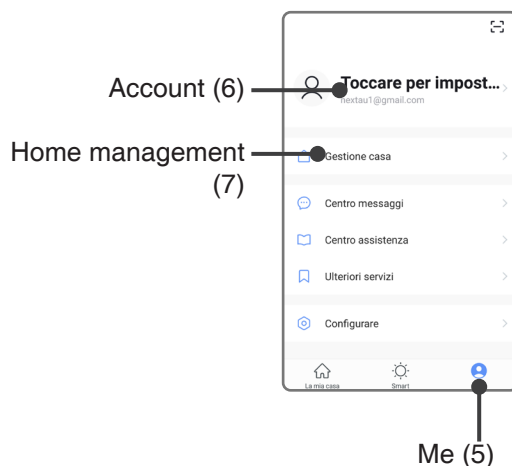 Account (6)
Toccare per impost...
nextau1@gmail.com
Home management
(7)
Gestione casa
Centro messaggi
Centro assistenza
Ulteriori servizi
Configurare
La mia casa
Smart
Me (5)